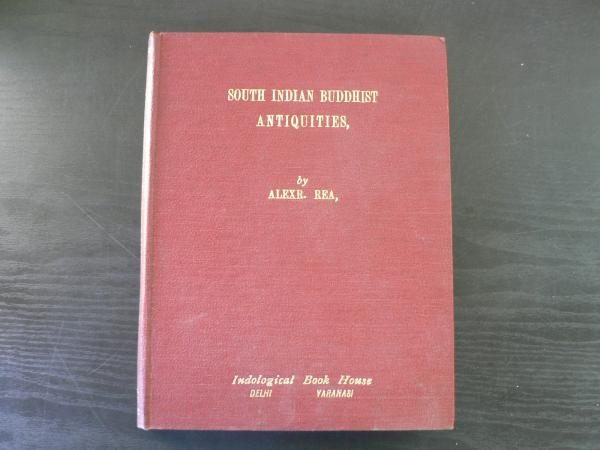 SOUTH INDIAN BUDDHIST
ANTIQUITIES,
by
ALEXR. REA,
Indological Book House
DELHI VARANASI